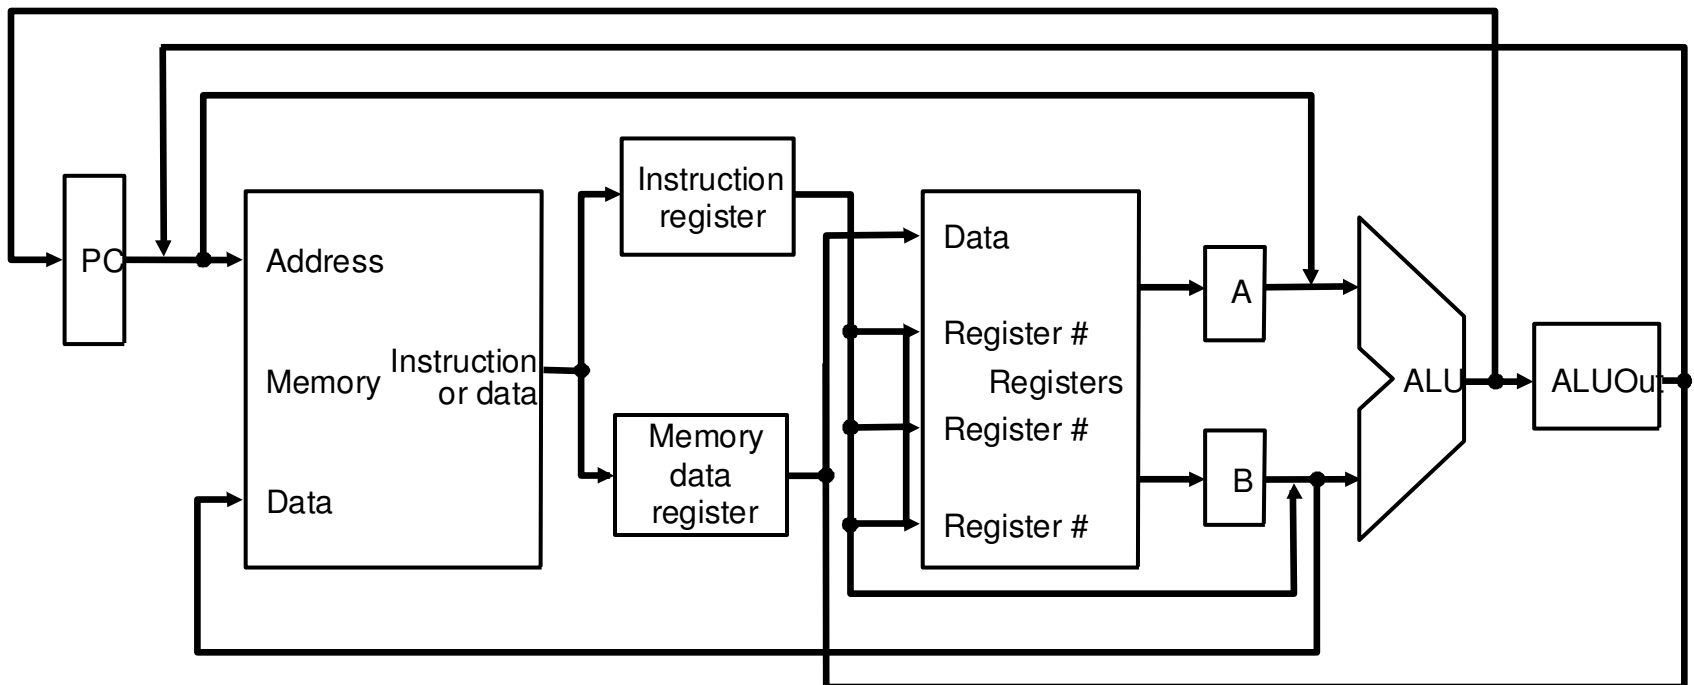 PC
Address
Memory
Instruction
or data
Data
Instruction
register
Memory
data
register
Data
Register #
Registers
Register #
Register #
A
B
ALU
ALUOut